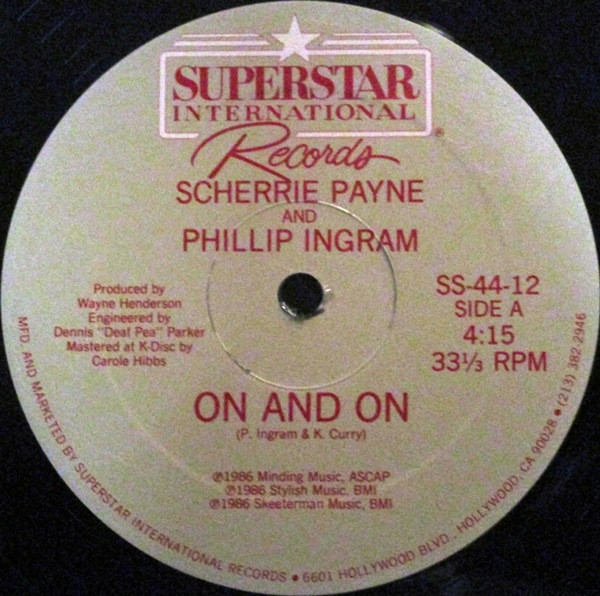 SUPERSTAR
INTERNATIONAL
®
Records
SCHERRIE PAYNE
AND
PHILLIP INGRAM
Produced by
Wayne Henderson
Engineered by
Dennis "Deaf Pea" Parker
Mastered at K-Disc by
Carole Hibbs
SS-44-12
SIDE A
4:15
33⅓ RPM
ON AND ON
(P. Ingram & K. Curry)
℗1986 Minding Music, ASCAP
℗1986 Stylish Music, BMI
℗1986 Skeeterman Music, BMI
MFD. AND MARKETED BY SUPERSTAR INTERNATIONAL RECORDS • 6601 HOLLYWOOD BLVD., HOLLYWOOD, CA 90028 • (213) 382-2946